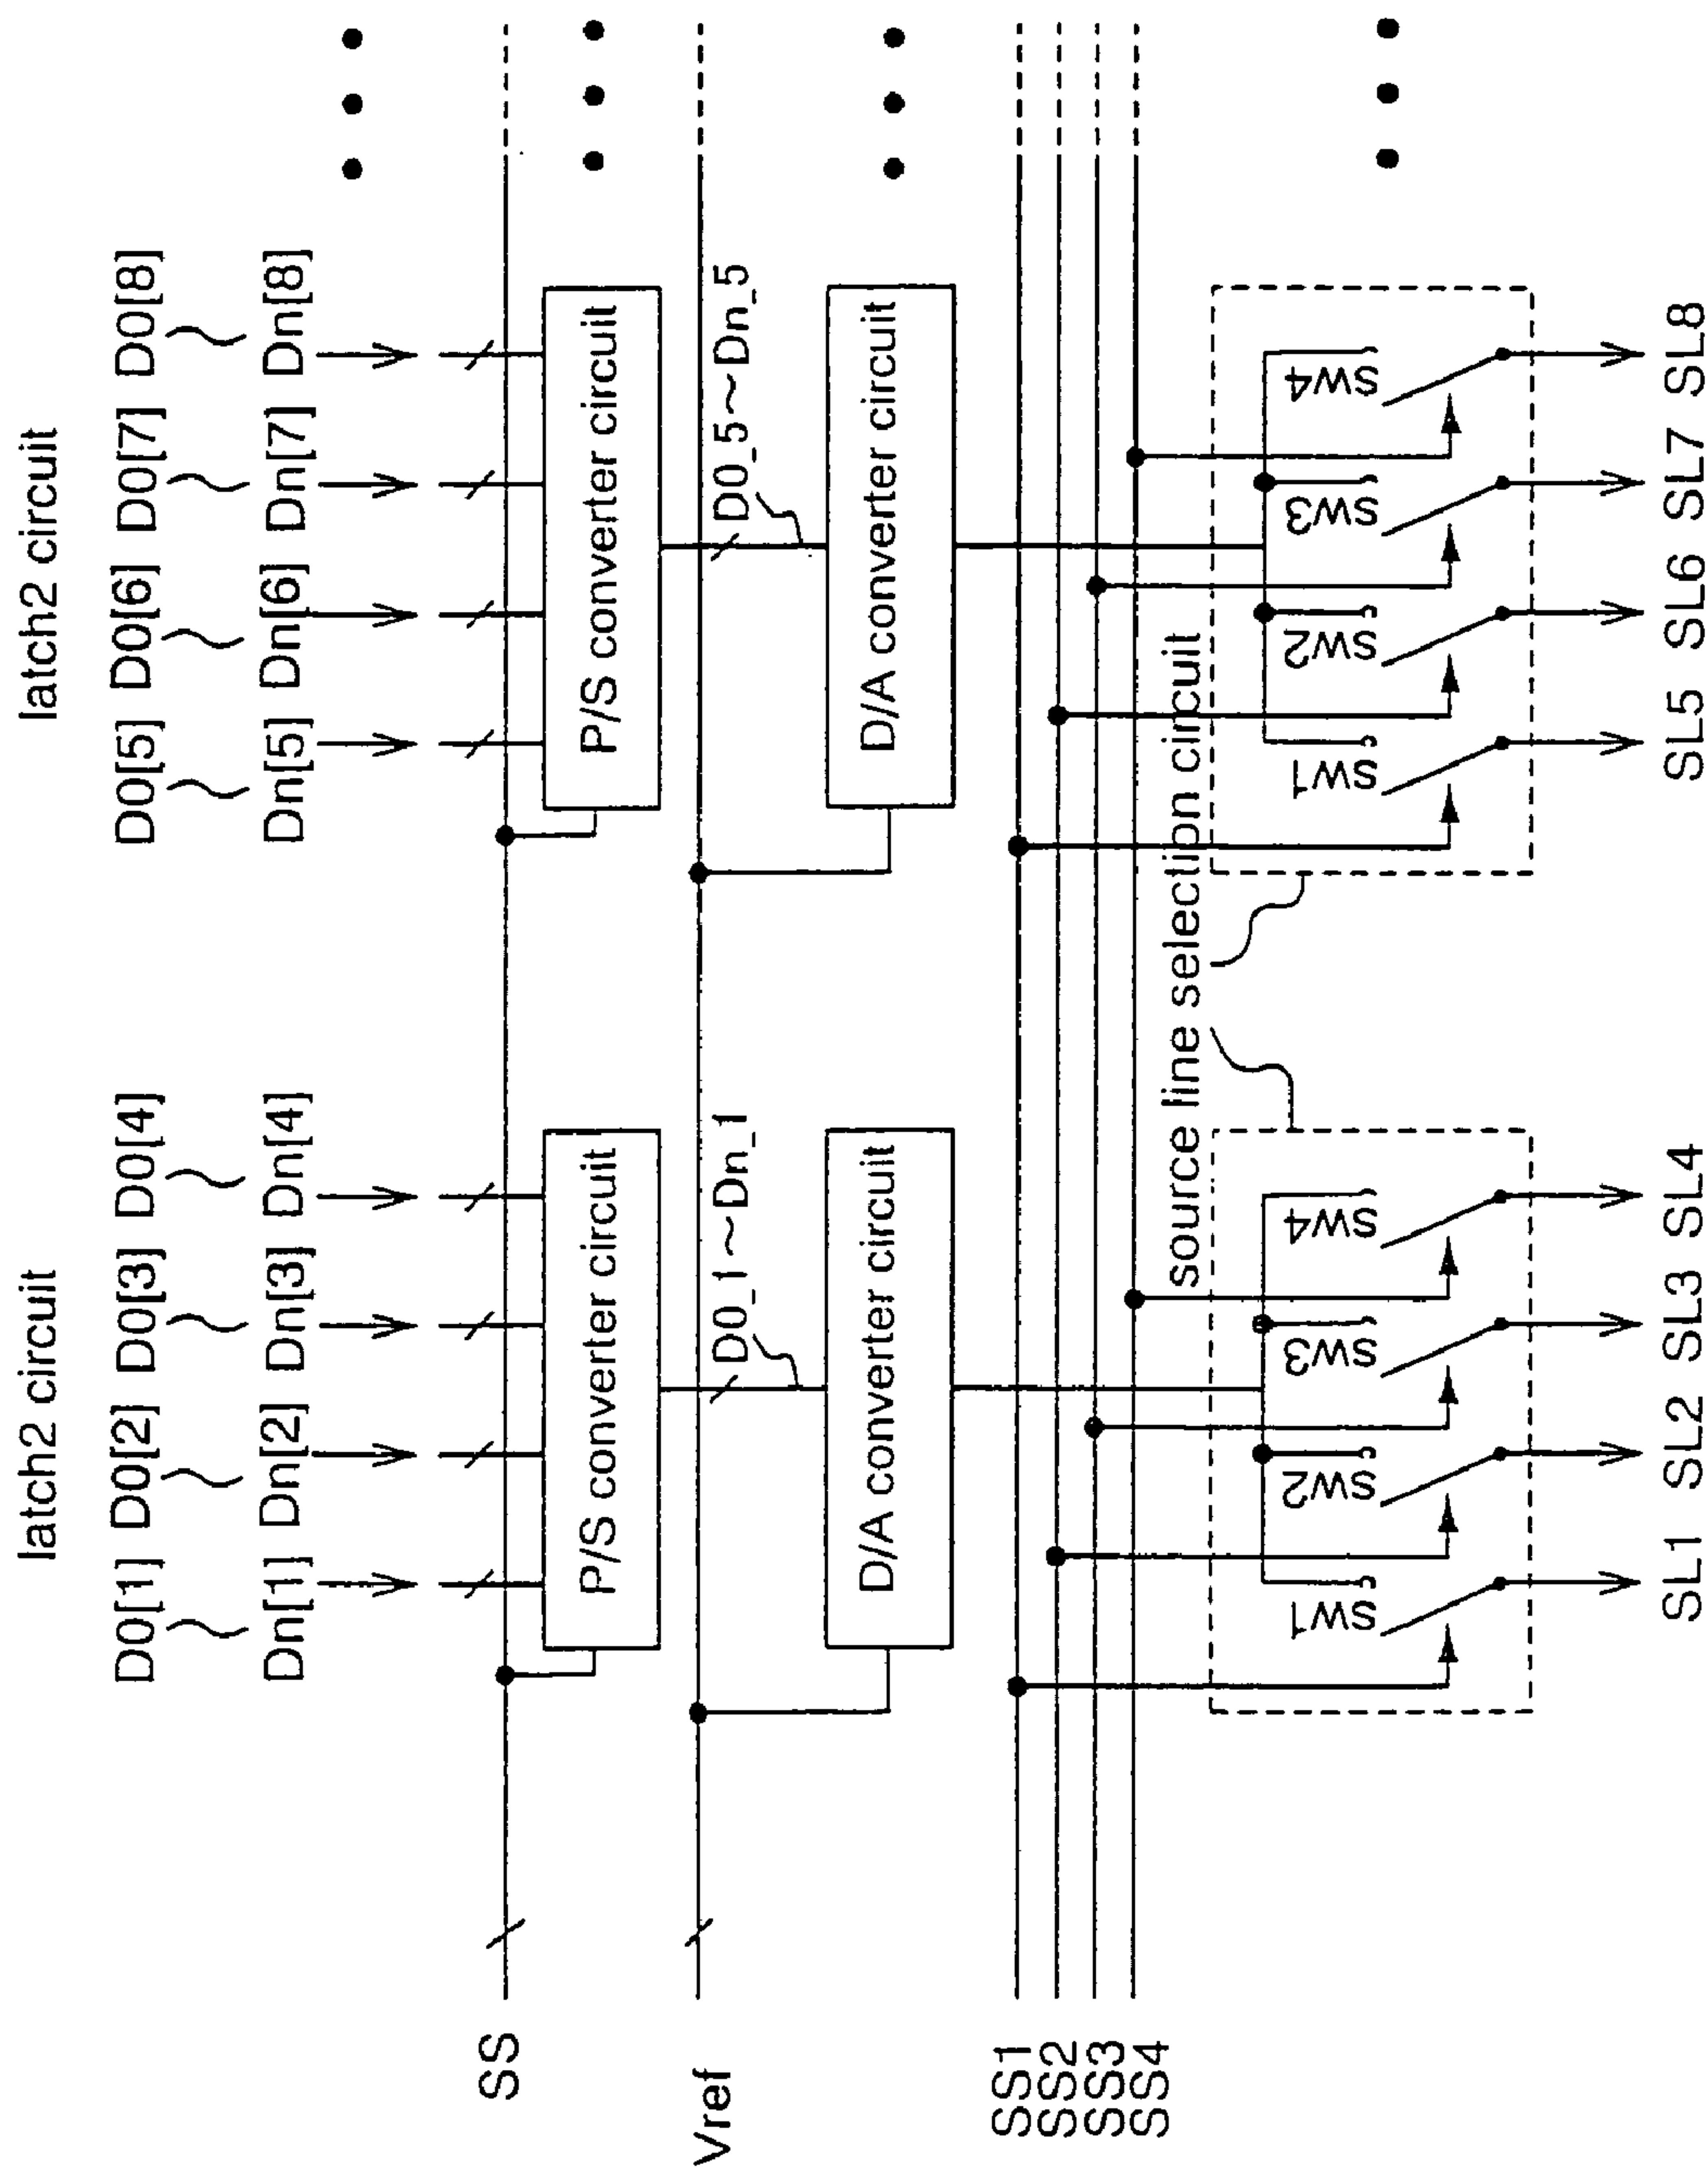 latch2 circuit
latch2 circuit
D0[1] D0[2] D0[3] D0[4]
D0[5] D0[6] D0[7] D0[8]
Dn[1] Dn[2] Dn[3] Dn[4]
Dn[5] Dn[6] Dn[7] Dn[8]
SS
P/S converter circuit
P/S converter circuit
Vref
D0_1~Dn_1
D0_5~Dn_5
D/A converter circuit
D/A converter circuit
SS1
SS2
SS3
SS4
source line selection circuit
SW1 SW2 SW3 SW4
SW1 SW2 SW3 SW4
SL1 SL2 SL3 SL4
SL5 SL6 SL7 SL8